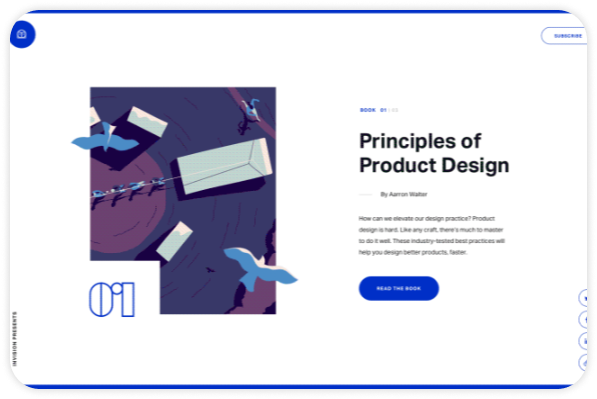 SUBSCRIBE
BOOK 01 | 02
Principles of
Product Design
By Aarron Walter
How can we elevate our design practice? Product
design is hard. Like any craft, there's much to master
to do it well. These industry-tested best practices will
help you design better products, faster.
READ THE BOOK
01
INVISION PRESENTS